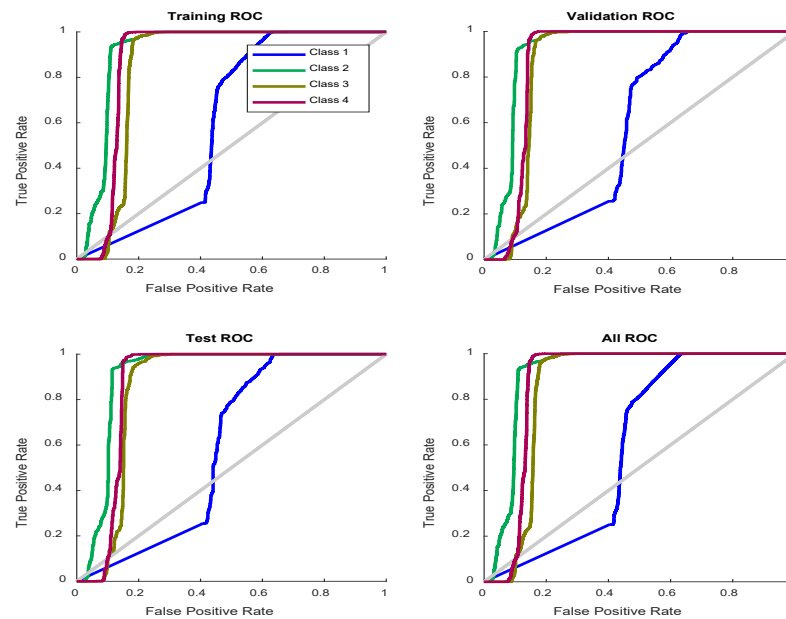 Training ROC
True Positive Rate
1
0.8
0.6
0.4
0.2
0
Class 1
Class 2
Class 3
Class 4
0 0.2 0.4 0.6 0.8 1
False Positive Rate
Validation ROC
True Positive Rate
1
0.8
0.6
0.4
0.2
0
0 0.2 0.4 0.6 0.8
False Positive Rate
Test ROC
True Positive Rate
1
0.8
0.6
0.4
0.2
0
0 0.2 0.4 0.6 0.8 1
False Positive Rate
All ROC
True Positive Rate
1
0.8
0.6
0.4
0.2
0
0 0.2 0.4 0.6 0.8
False Positive Rate